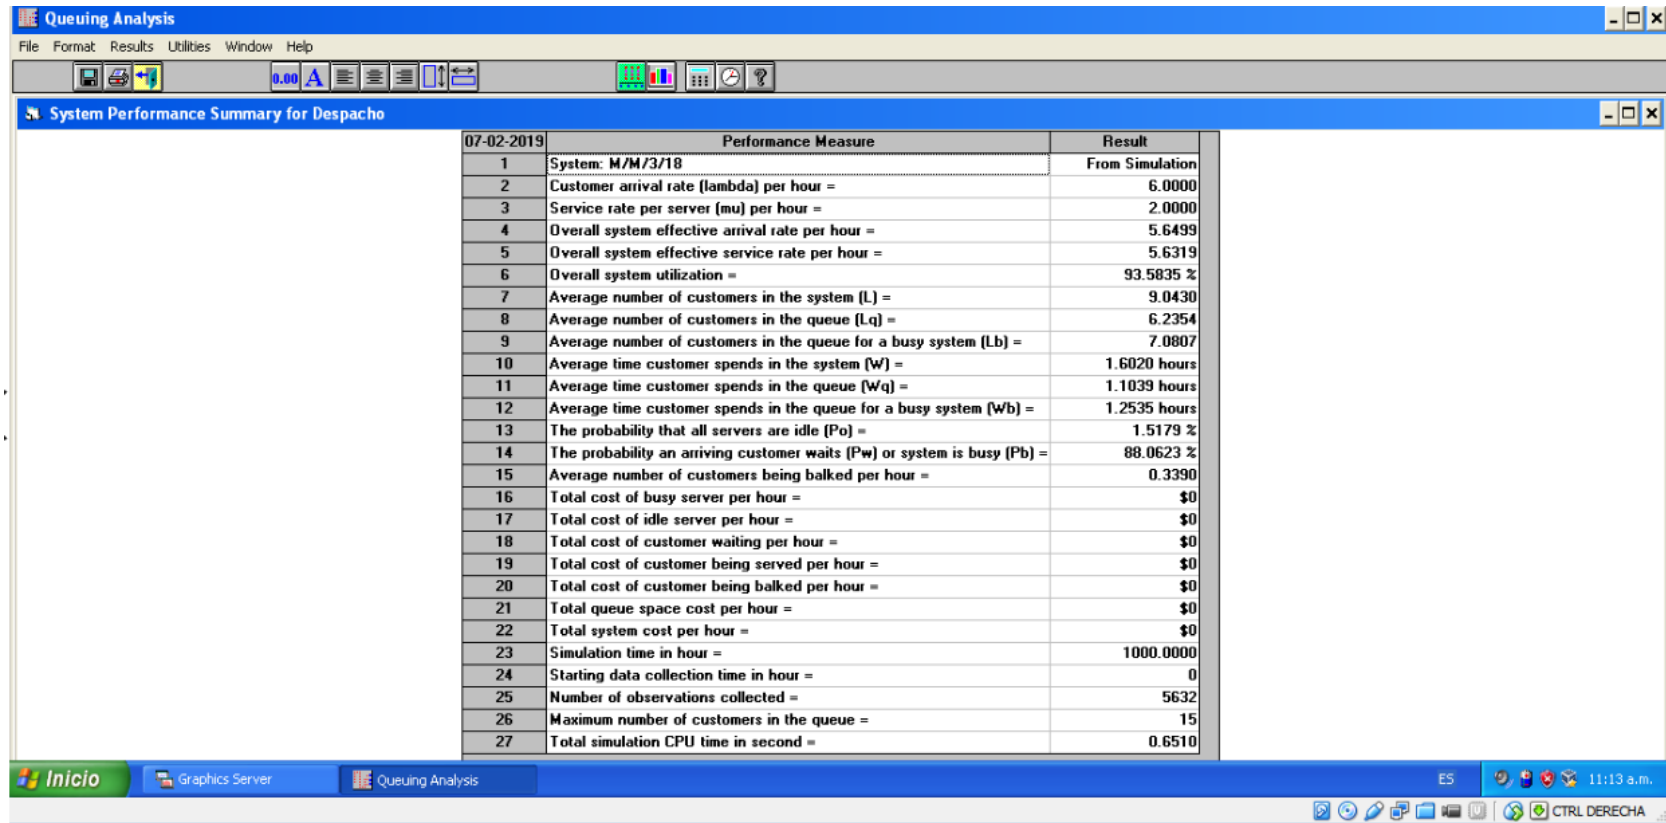 Queuing Analysis
File Format Results Utilities Window Help
0.00 A
System Performance Summary for Despacho
07-02-2019 Performance Measure Result
1 System: M/M/3/18 From Simulation
2 Customer arrival rate (lambda) per hour = 6.0000
3 Service rate per server (mu) per hour = 2.0000
4 Overall system effective arrival rate per hour = 5.6499
5 Overall system effective service rate per hour = 5.6319
6 Overall system utilization = 93.5835 %
7 Average number of customers in the system (L) = 9.0430
8 Average number of customers in the queue (Lq) = 6.2354
9 Average number of customers in the queue for a busy system (Lb) = 7.0807
10 Average time customer spends in the system (W) = 1.6020 hours
11 Average time customer spends in the queue (Wq) = 1.1039 hours
12 Average time customer spends in the queue for a busy system (Wb) = 1.2535 hours
13 The probability that all servers are idle (Po) = 1.5179 %
14 The probability an arriving customer waits (Pw) or system is busy (Pb) = 88.0623 %
15 Average number of customers being balked per hour = 0.3390
16 Total cost of busy server per hour = $0
17 Total cost of idle server per hour = $0
18 Total cost of customer waiting per hour = $0
19 Total cost of customer being served per hour = $0
20 Total cost of customer being balked per hour = $0
21 Total queue space cost per hour = $0
22 Total system cost per hour = $0
23 Simulation time in hour = 1000.0000
24 Starting data collection time in hour = 0
25 Number of observations collected = 5632
26 Maximum number of customers in the queue = 15
27 Total simulation CPU time in second = 0.6510
Inicio Graphics Server Queuing Analysis ES 11:13 a.m.
CTRL DERECHA